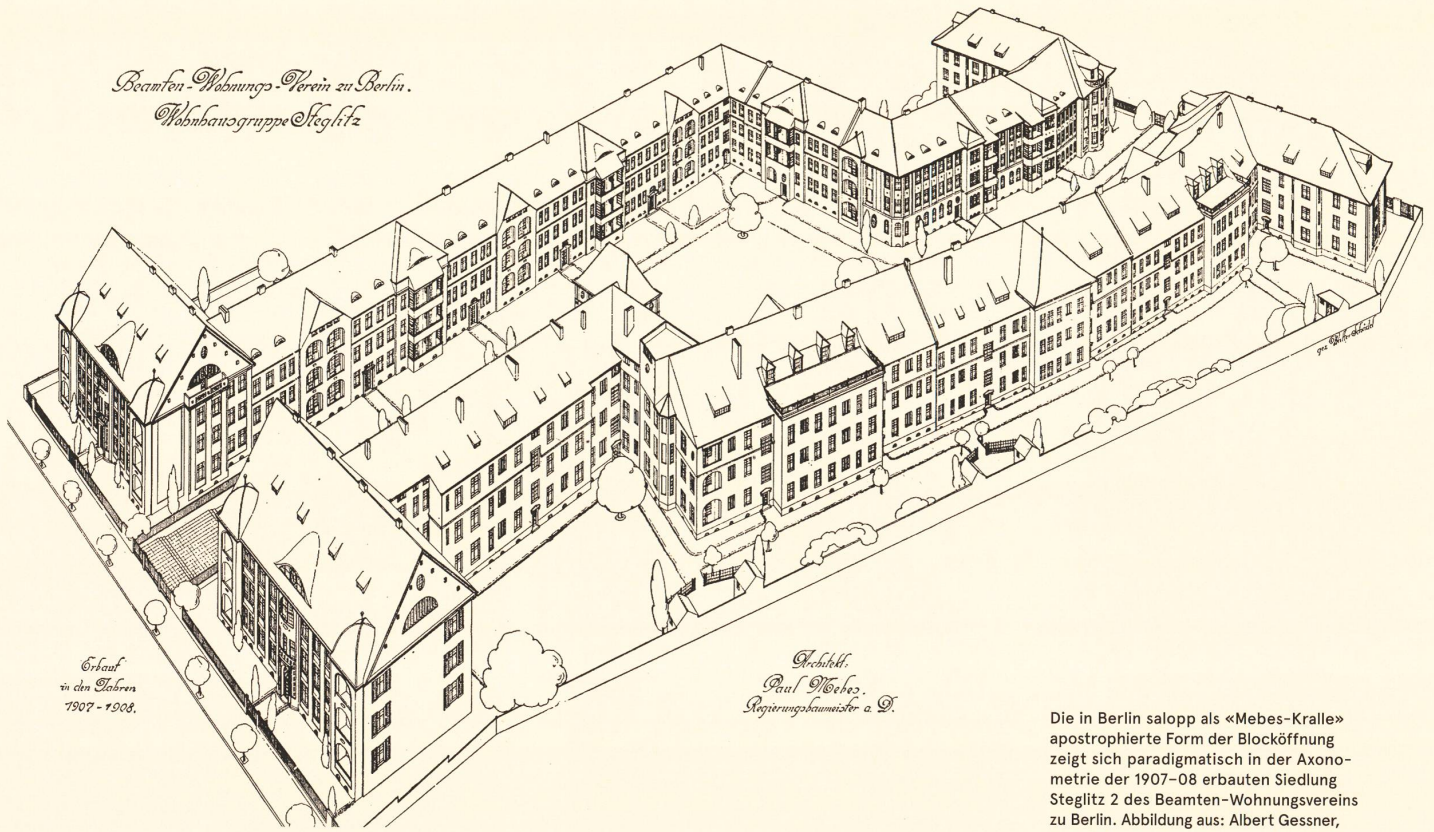 Beamten-Wohnungs-Verein zu Berlin.
Wohnhausgruppe Steglitz
Erbaut
in den Jahren
1907-1908.
Architekt:
Paul Mebes.
Regierungsbaumeister a. D.
Die in Berlin salopp als «Mebes-Kralle»
apostrophierte Form der Blocköffnung
zeigt sich paradigmatisch in der Axono-
metrie der 1907–08 erbauten Siedlung
Steglitz 2 des Beamten-Wohnungsvereins
zu Berlin. Abbildung aus: Albert Gessner,